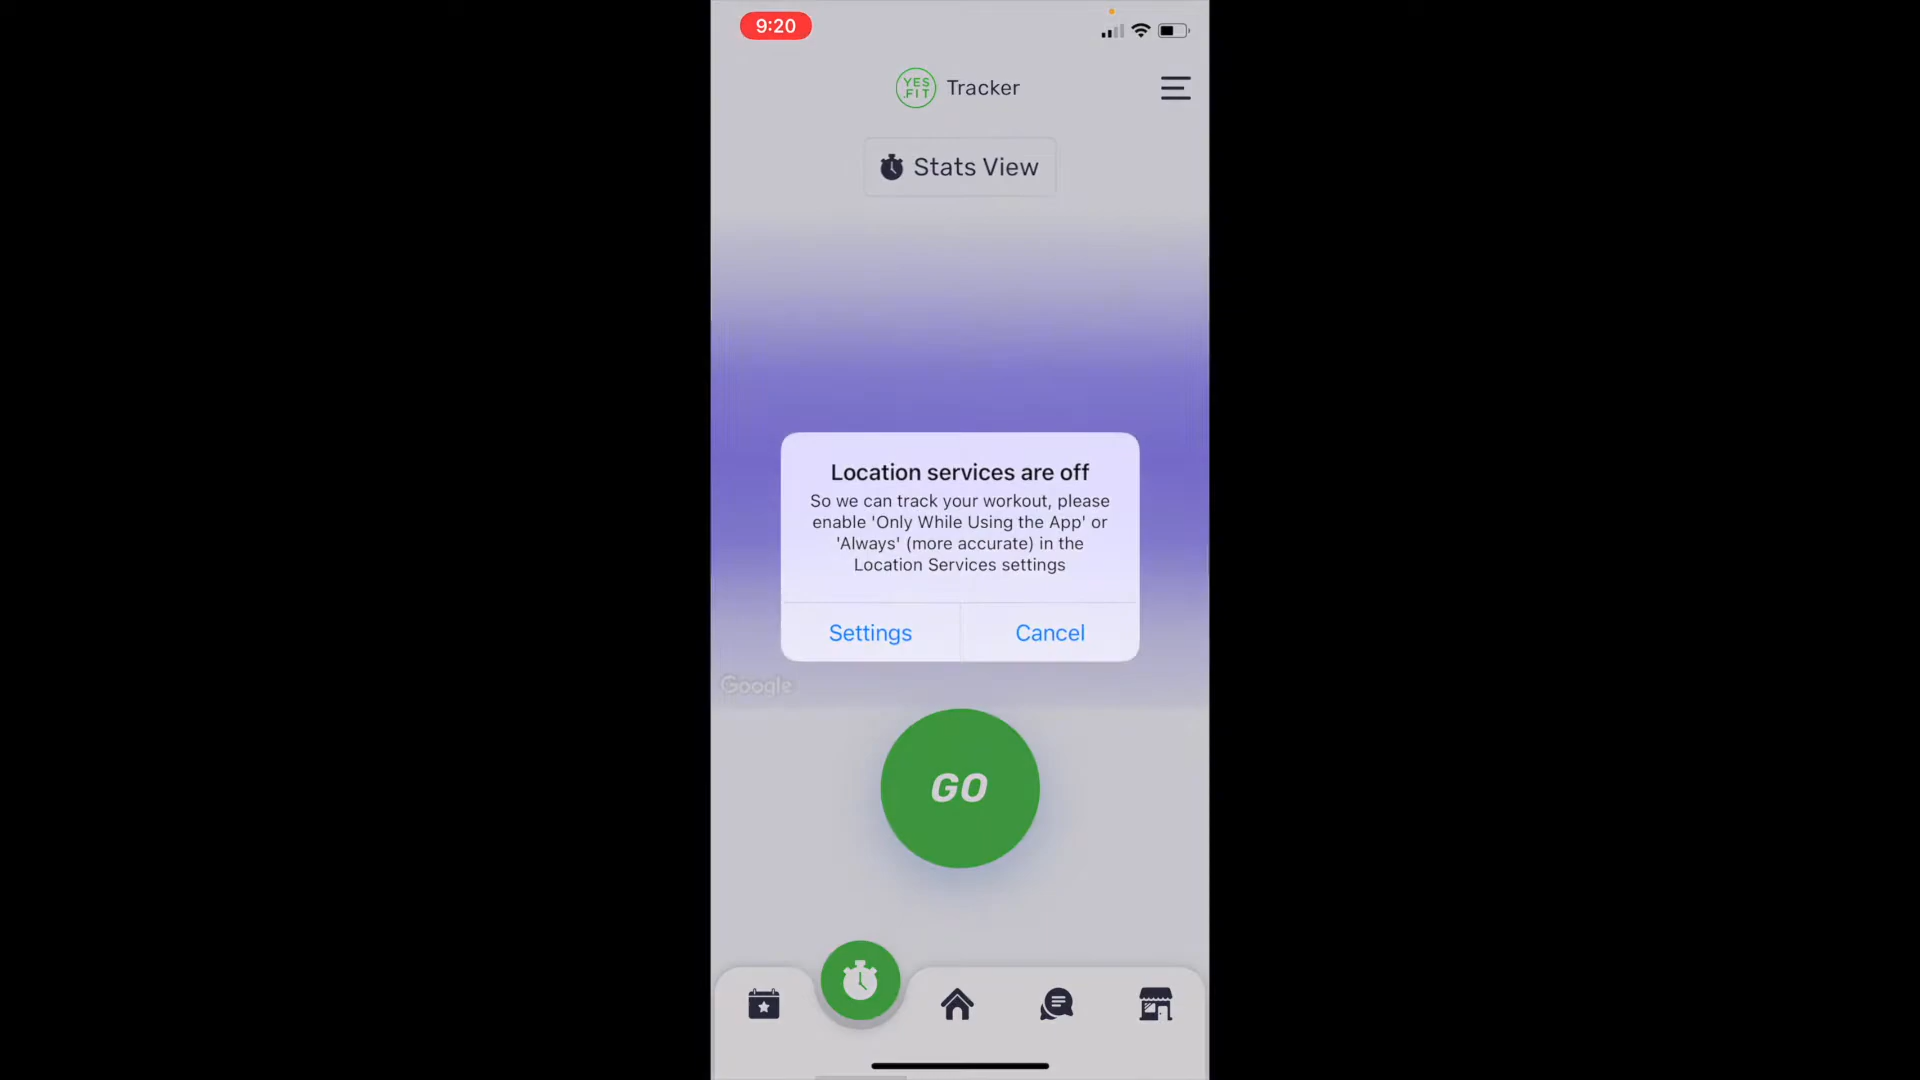 9:20
YES
.FIT
Tracker
Stats View
Location services are off
So we can track your workout, please
enable 'Only While Using the App' or
'Always' (more accurate) in the
Location Services settings
Settings
Cancel
Google
GO